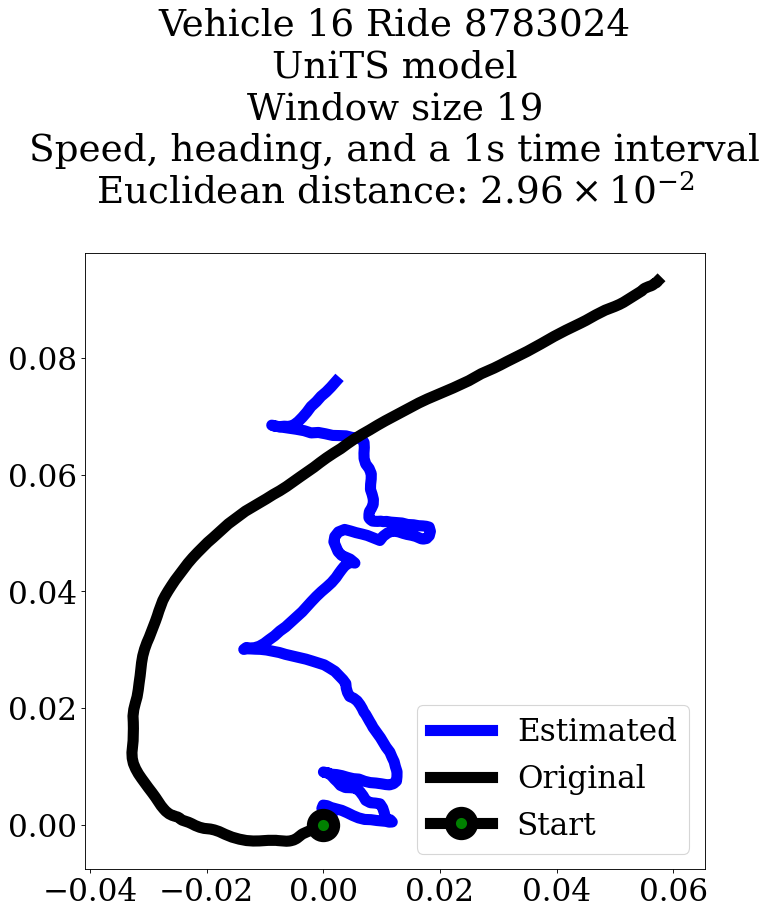 Vehicle 16 Ride 8783024
UniTS model
Window size 19
Speed, heading, and a 1s time interval
Euclidean distance: 2.96 × 10⁻²
0.08
0.06
0.04
0.02
0.00
Estimated
Original
Start
−0.04
−0.02
0.00
0.02
0.04
0.06